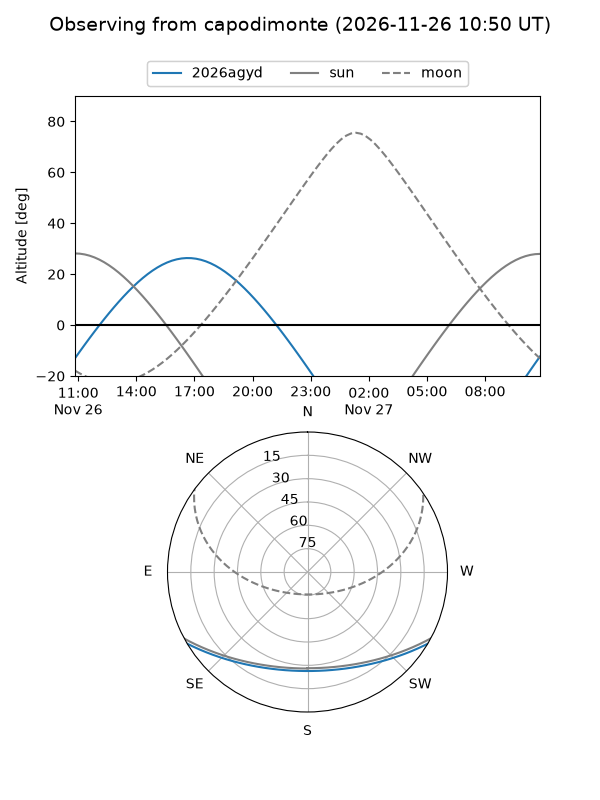 Observing from capodimonte (2026-11-26 10:50 UT)
2026agyd sun moon
Altitude [deg]
80
60
40
20
0
−20
11:00 14:00 17:00 20:00 23:00 02:00 05:00 08:00
Nov 26 Nov 27
N
NE NW
15
30
45
60
75
E W
SE SW
S